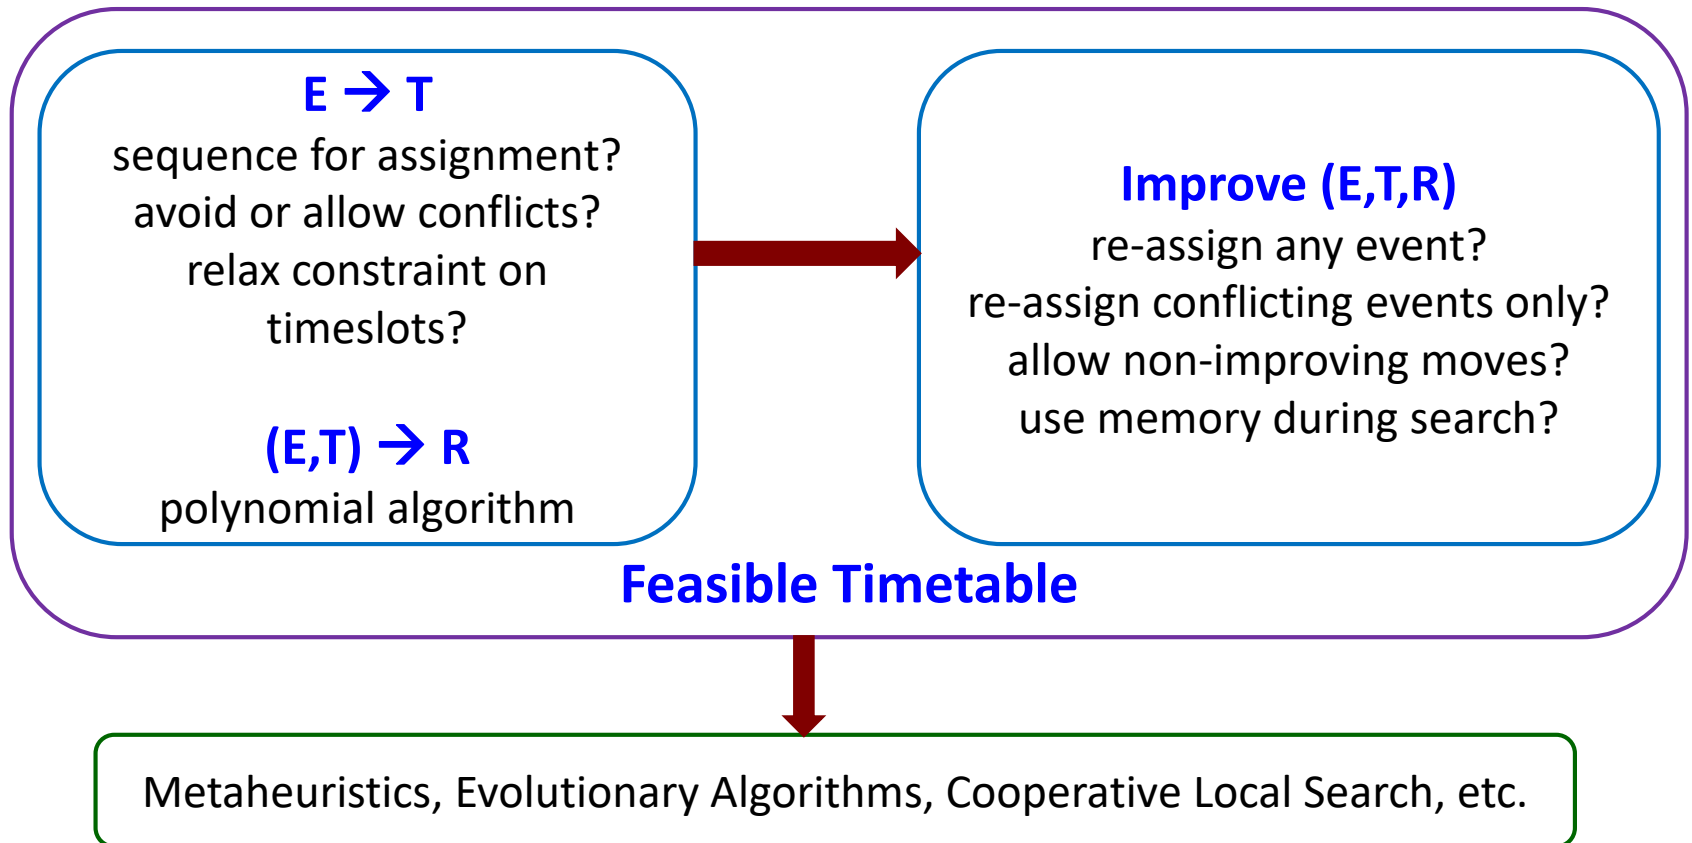 E → T
sequence for assignment?
avoid or allow conflicts?
relax constraint on
timeslots?
(E,T) → R
polynomial algorithm
Improve (E,T,R)
re-assign any event?
re-assign conflicting events only?
allow non-improving moves?
use memory during search?
Feasible Timetable
Metaheuristics, Evolutionary Algorithms, Cooperative Local Search, etc.